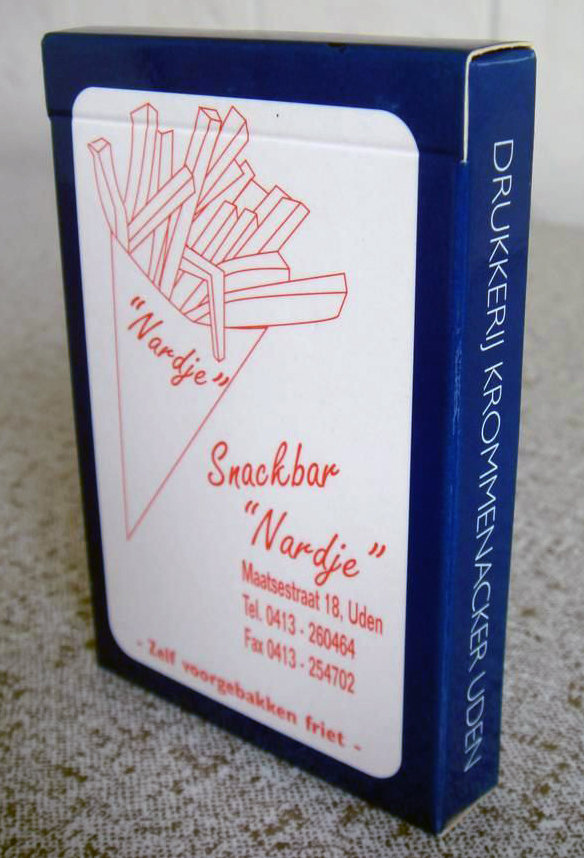 "Nardje"
Snackbar
"Nardje"
Maatsestraat 18, Uden
Tel. 0413 - 260464
Fax 0413 - 254702
- Zelf voorgebakken friet -
DRUKKERIJ KROMMENACKER UDEN